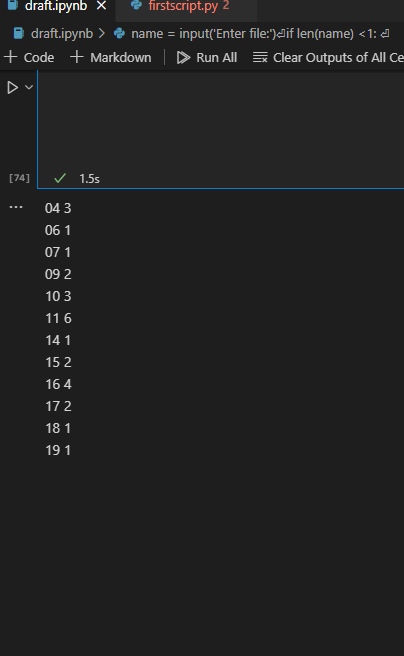 draft.ipynb × firstscript.py 2
draft.ipynb > name = input('Enter file:')⏎if len(name) <1: ⏎
+ Code + Markdown Run All Clear Outputs of All Ce
[74] ✓ 1.5s
... 04 3
06 1
07 1
09 2
10 3
11 6
14 1
15 2
16 4
17 2
18 1
19 1